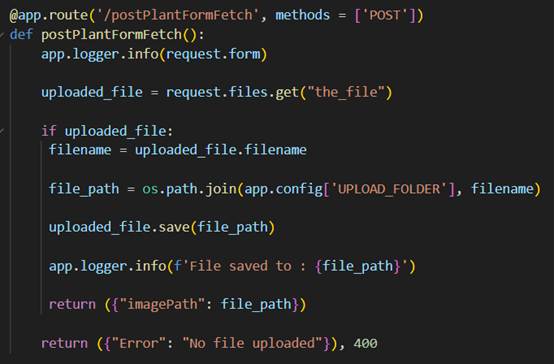 @app.route('/postPlantFormFetch', methods = ['POST'])
def postPlantFormFetch():
    app.logger.info(request.form)
    uploaded_file = request.files.get("the_file")
    if uploaded_file:
     filename = uploaded_file.filename
     file_path = os.path.join(app.config['UPLOAD_FOLDER'], filename)
     uploaded_file.save(file_path)
     app.logger.info(f'File saved to : {file_path}')
     return ({"imagePath": file_path})
    return ({"Error": "No file uploaded"}), 400